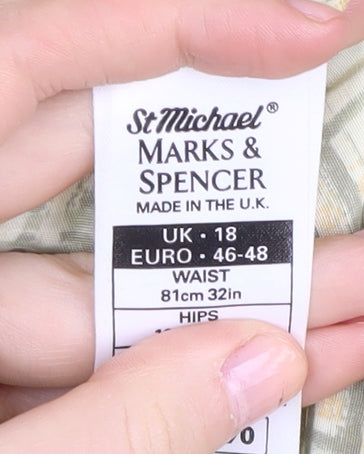 St Michael®
MARKS &
SPENCER
MADE IN THE U.K.
UK · 18
EURO · 46-48
WAIST
81cm 32in
HIPS